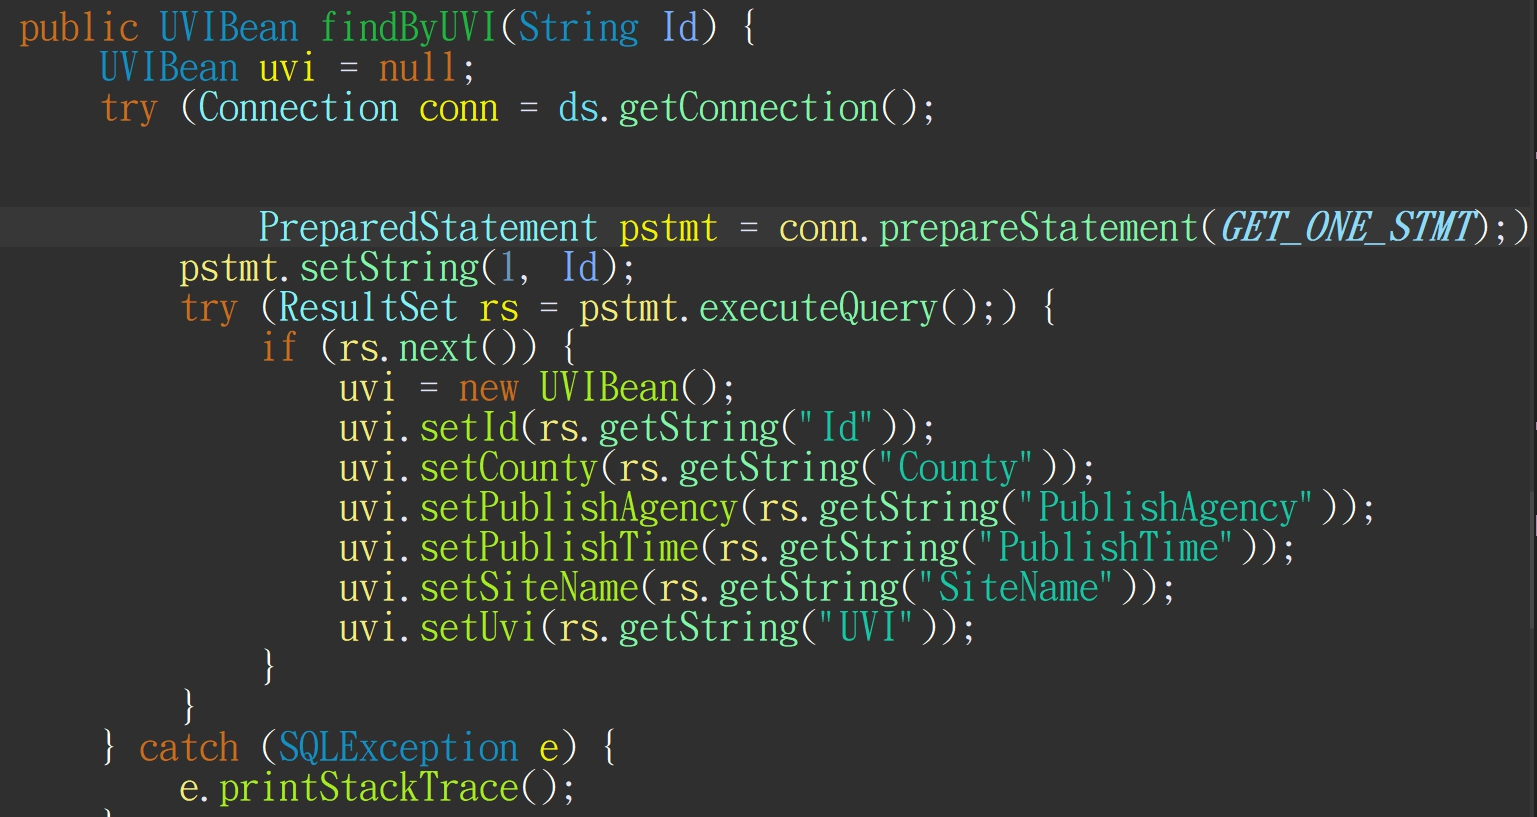 public UVIBean findByUVI(String Id) {
    UVIBean uvi = null;
    try (Connection conn = ds.getConnection();
            PreparedStatement pstmt = conn.prepareStatement(GET_ONE_STMT);)
        pstmt.setString(1, Id);
        try (ResultSet rs = pstmt.executeQuery();) {
            if (rs.next()) {
                uvi = new UVIBean();
                uvi.setId(rs.getString("Id"));
                uvi.setCounty(rs.getString("County"));
                uvi.setPublishAgency(rs.getString("PublishAgency"));
                uvi.setPublishTime(rs.getString("PublishTime"));
                uvi.setSiteName(rs.getString("SiteName"));
                uvi.setUvi(rs.getString("UVI"));
            }
        }
    } catch (SQLException e) {
        e.printStackTrace();
    }